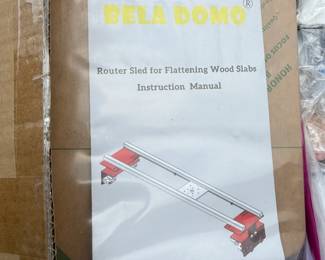 BELA DOMO®
Router Sled for Flattening Wood Slabs
Instruction Manual